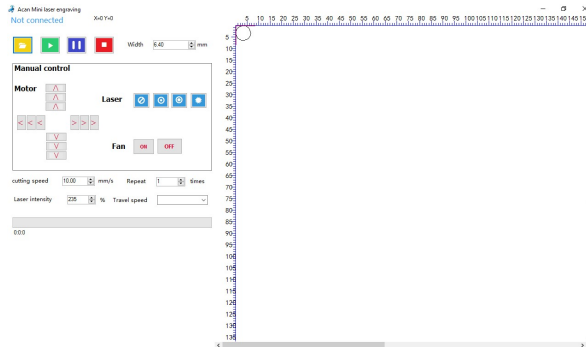 Acan Mini laser engraving
Not connected
X=0 Y=0
5 10 15 20 25 30 35 40 45 50 55 60 65 70 75 80 85 90 95 100 105 110 115 120 125 130 135 140 145 15
Width 6.40 mm
Manual control
Motor
Laser
Fan ON OFF
cutting speed 10.00 mm/s Repeat 1 times
Laser intensity 235 % Travel speed
0:0:0
5
10
15
20
25
30
35
40
45
50
55
60
65
70
75
80
85
90
95
100
105
110
115
120
125
130
135